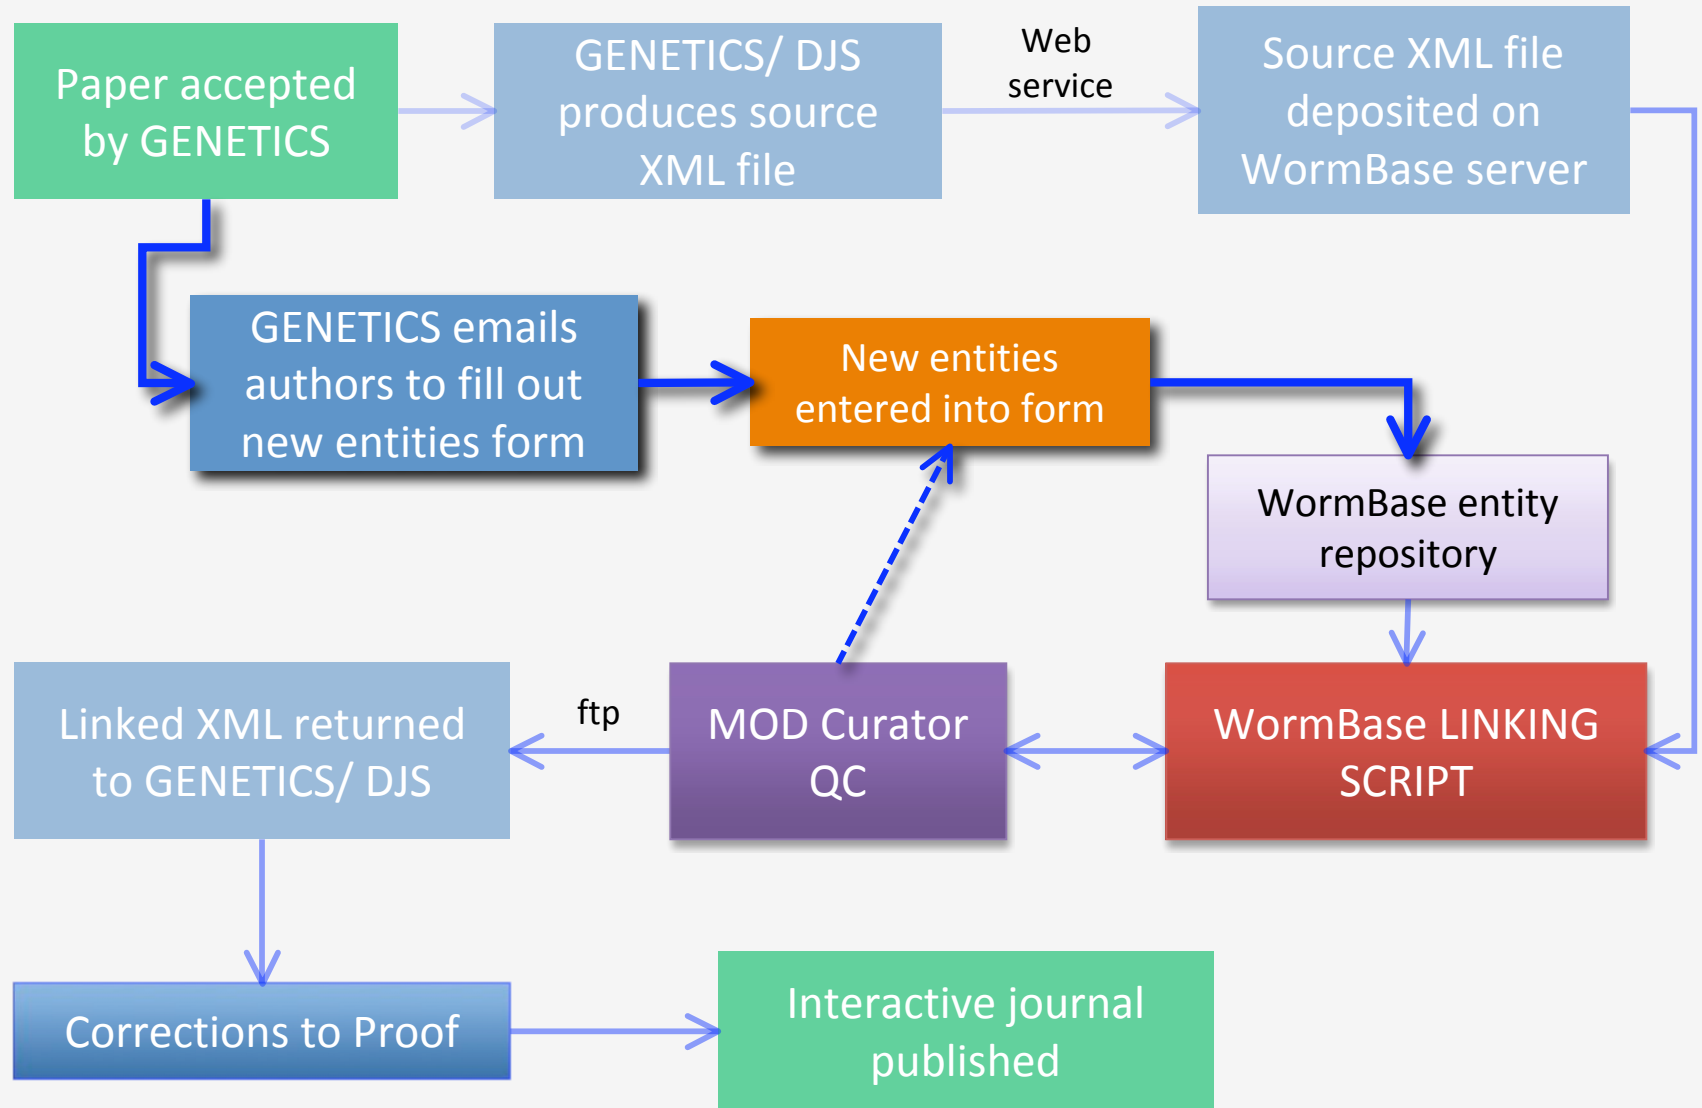 Paper accepted
by GENETICS
GENETICS/ DJS
produces source
XML file
Web
service
Source XML file
deposited on
WormBase server
GENETICS emails
authors to fill out
new entities form
New entities
entered into form
WormBase entity
repository
Linked XML returned
to GENETICS/ DJS
ftp
MOD Curator
QC
WormBase LINKING
SCRIPT
Corrections to Proof
Interactive journal
published